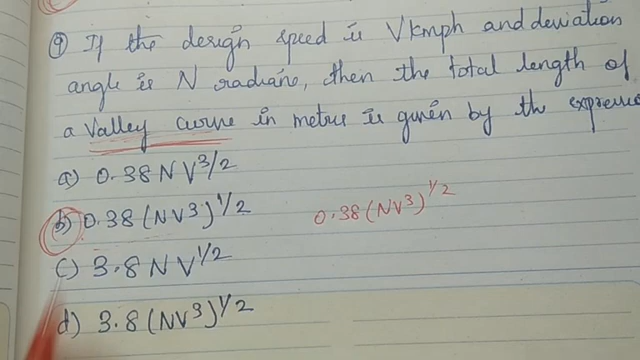 9) If the design speed is V kmph and deviation
angle is N radians, then the total length of
a valley curve in metres is given by the expression
a) 0.38 N V^3/2
b) 0.38 (NV^3)^1/2
0.38 (NV^3)^1/2
c) 3.8 N V^1/2
d) 3.8 (NV^3)^1/2